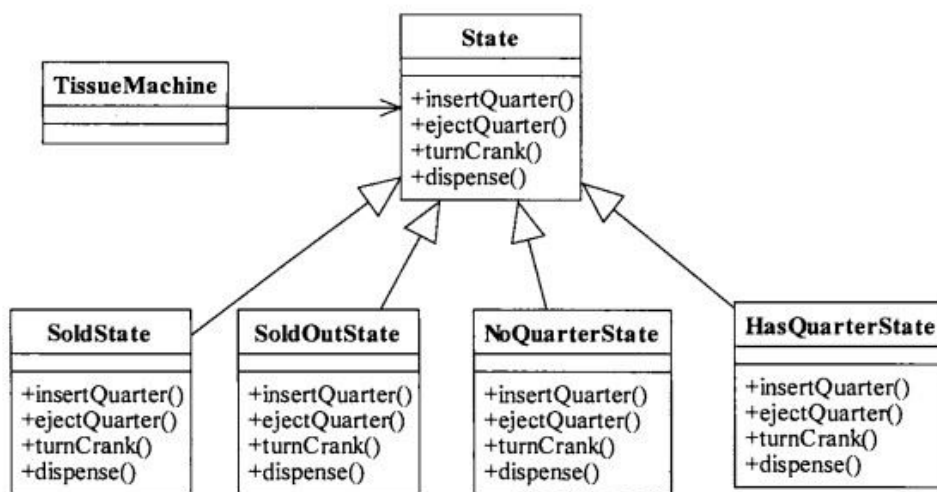 State
TissueMachine
+insertQuarter()
+ejectQuarter()
+turnCrank()
+dispense()
SoldState
+insertQuarter()
+ejectQuarter()
+turnCrank()
+dispense()
SoldOutState
+insertQuarter()
+ejectQuarter()
+turnCrank()
+dispense()
NoQuarterState
+insertQuarter()
+ejectQuarter()
+turnCrank()
+dispense()
HasQuarterState
+insertQuarter()
+ejectQuarter()
+turnCrank()
+dispense()